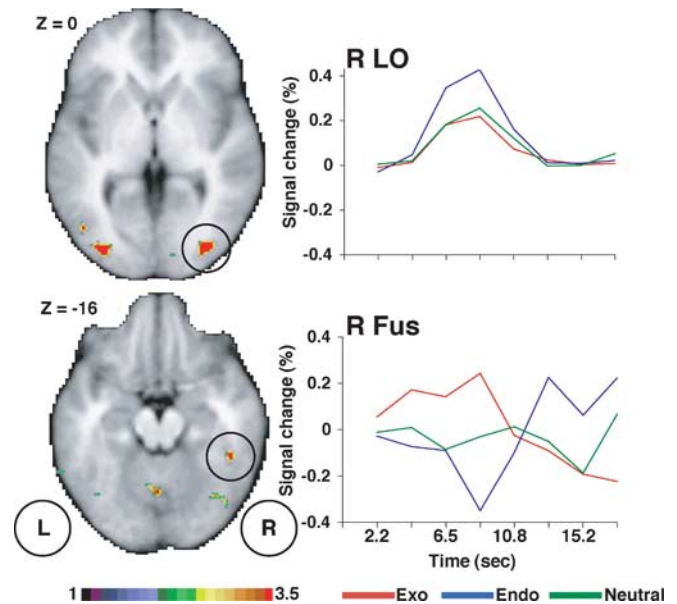 Z = 0
R LO
Signal change (%)
0.4
0.2
0
-0.2
-0.4
Z = -16
R Fus
Signal change (%)
0.4
0.2
0
-0.2
-0.4
2.2 6.5 10.8 15.2
Time (sec)
L
R
1 3.5
Exo Endo Neutral